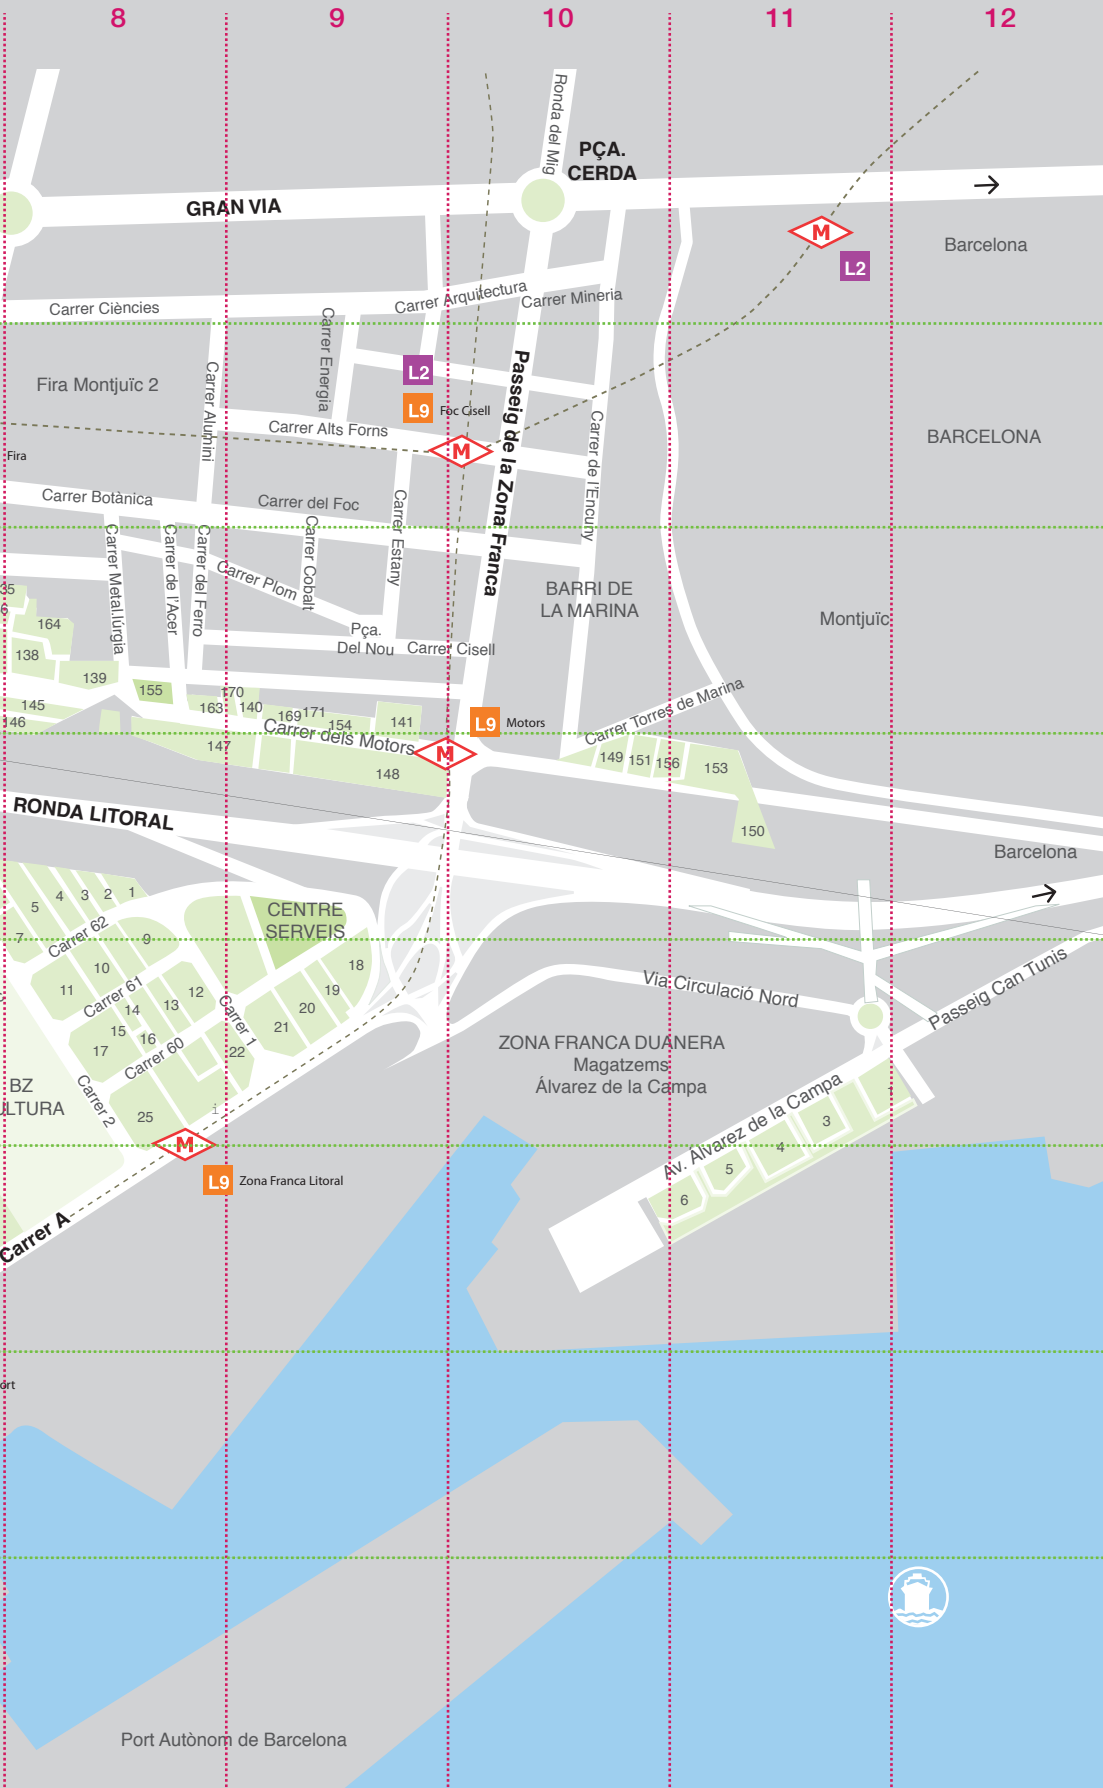 8 9 10 11 12
Ronda del Mig
PÇA.
CERDA
GRAN VIA
M
L2
Barcelona
Carrer Ciències
Carrer Arquitectura
Carrer Mineria
Carrer Energia
Fira Montjuïc 2
Carrer Alumini
L2
L9 Foc Cisell
Passeig de la Zona Franca
Carrer Alts Forns
M
Carrer de l'Encuny
BARCELONA
Fira
Carrer Botànica
Carrer del Foc
Carrer Estany
Carrer Metal.lúrgia
Carrer de l'Acer
Carrer del Ferro
Carrer Cobalt
Carrer Plom
BARRI DE
LA MARINA
Montjuïc
35
6
164
138
Pça.
Del Nou
Carrer Cisell
139
155
170
145
146
163
140
169
171
154
141
L9 Motors
Carrer Torres de Marina
Carrer dels Motors
M
147
148
149
151
156
153
150
RONDA LITORAL
Barcelona
5
4
3
2
1
7
Carrer 62
9
CENTRE
SERVEIS
10
11
Carrer 61
12
13
14
15
16
17
Carrer 60
Carrer 1
18
19
20
21
22
Via Circulació Nord
Passeig Can Tunis
ZONA FRANCA DUANERA
Magatzems
Álvarez de la Campa
BZ
ULTURA
Carrer 2
25
i
Av. Álvarez de la Campa
1
3
4
5
6
M
L9 Zona Franca Litoral
Carrer A
ort
Port Autònom de Barcelona